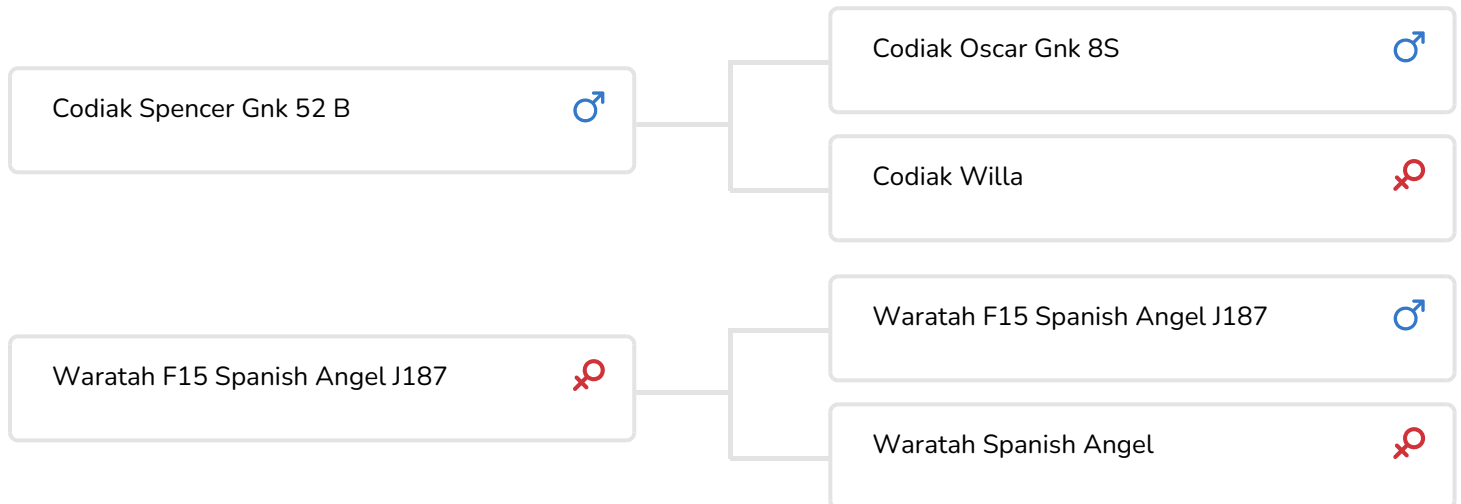 Codiak Oscar Gnk 8S
Codiak Spencer Gnk 52 B
Codiak Willa
Waratah F15 Spanish Angel J187
Waratah F15 Spanish Angel J187
Waratah Spanish Angel